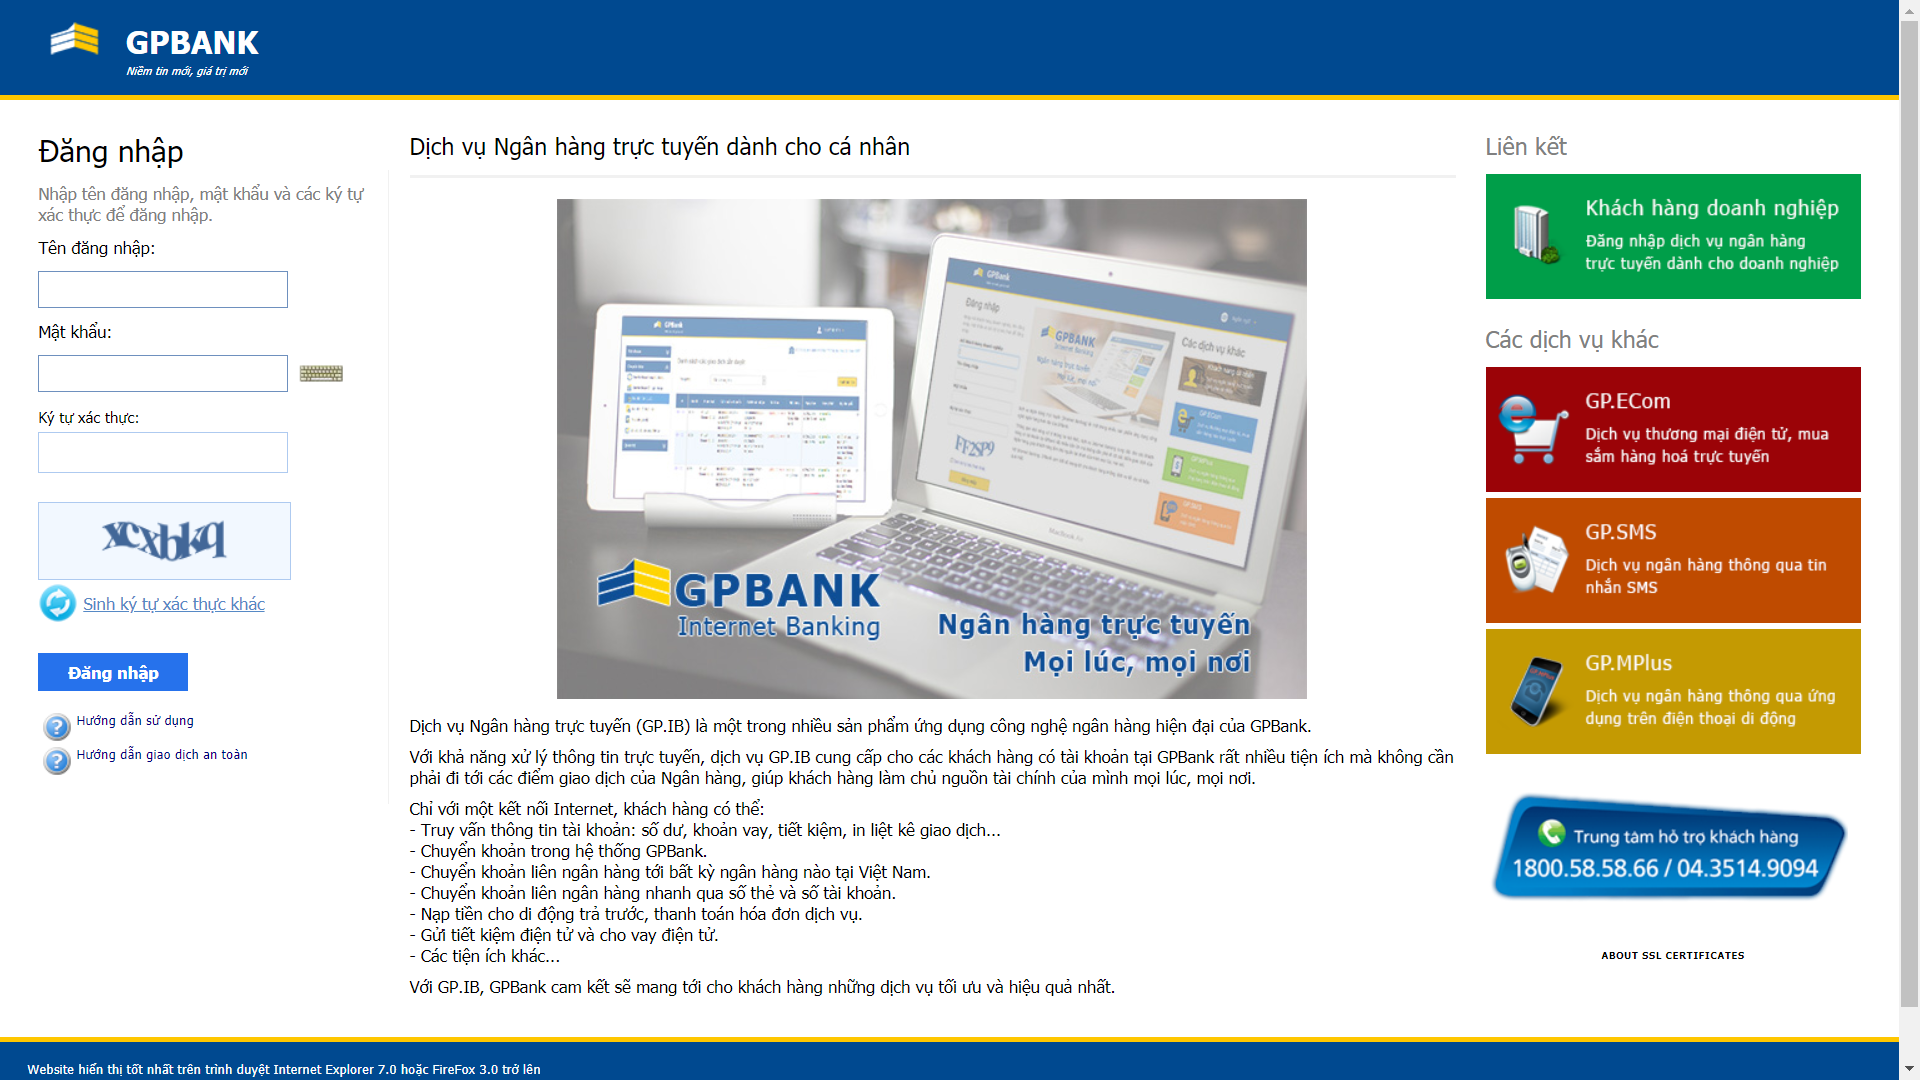 GPBANK
Niềm tin mới, giá trị mới
Đăng nhập
Nhập tên đăng nhập, mật khẩu và các ký tự
xác thực để đăng nhập.
Tên đăng nhập:
Mật khẩu:
Ký tự xác thực:
xcxbkq
Sinh ký tự xác thực khác
Đăng nhập
Hướng dẫn sử dụng
Hướng dẫn giao dịch an toàn
Dịch vụ Ngân hàng trực tuyến dành cho cá nhân
GPBank
GPBank
Đăng nhập
GPBANK
Internet Banking
Các dịch vụ khác
FF2SP9
GPBANK
Internet Banking
Ngân hàng trực tuyến
Mọi lúc, mọi nơi
Dịch vụ Ngân hàng trực tuyến (GP.IB) là một trong nhiều sản phẩm ứng dụng công nghệ ngân hàng hiện đại của GPBank.
Với khả năng xử lý thông tin trực tuyến, dịch vụ GP.IB cung cấp cho các khách hàng có tài khoản tại GPBank rất nhiều tiện ích mà không cần
phải đi tới các điểm giao dịch của Ngân hàng, giúp khách hàng làm chủ nguồn tài chính của mình mọi lúc, mọi nơi.
Chỉ với một kết nối Internet, khách hàng có thể:
- Truy vấn thông tin tài khoản: số dư, khoản vay, tiết kiệm, in liệt kê giao dịch...
- Chuyển khoản trong hệ thống GPBank.
- Chuyển khoản liên ngân hàng tới bất kỳ ngân hàng nào tại Việt Nam.
- Chuyển khoản liên ngân hàng nhanh qua số thẻ và số tài khoản.
- Nạp tiền cho di động trả trước, thanh toán hóa đơn dịch vụ.
- Gửi tiết kiệm điện tử và cho vay điện tử.
- Các tiện ích khác...
Với GP.IB, GPBank cam kết sẽ mang tới cho khách hàng những dịch vụ tối ưu và hiệu quả nhất.
Liên kết
Khách hàng doanh nghiệp
Đăng nhập dịch vụ ngân hàng
trực tuyến dành cho doanh nghiệp
Các dịch vụ khác
GP.ECom
Dịch vụ thương mại điện tử, mua
sắm hàng hoá trực tuyến
GP.SMS
Dịch vụ ngân hàng thông qua tin
nhắn SMS
GP.MPlus
Dịch vụ ngân hàng thông qua ứng
dụng trên điện thoại di động
Trung tâm hỗ trợ khách hàng
1800.58.58.66 / 04.3514.9094
ABOUT SSL CERTIFICATES
Website hiển thị tốt nhất trên trình duyệt Internet Explorer 7.0 hoặc FireFox 3.0 trở lên